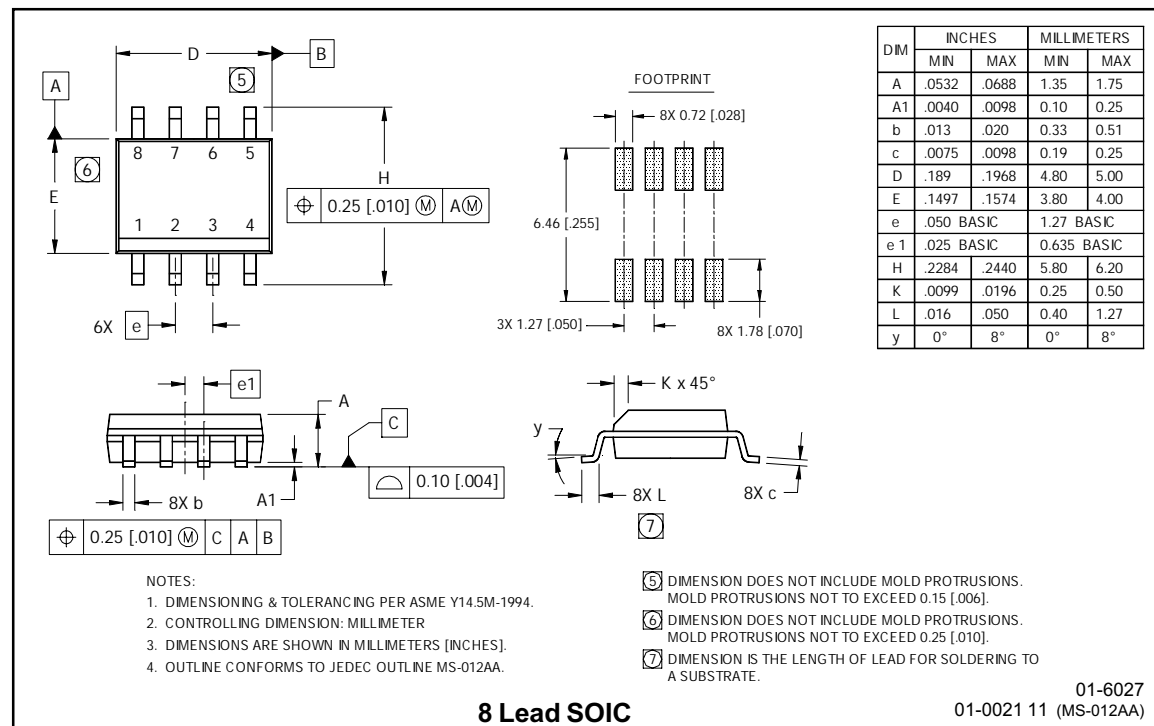 D
B
5
A
8 7 6 5
6
E
H
0.25 [.010] M A M
1 2 3 4
6X e
FOOTPRINT
8X 0.72 [.028]
6.46 [.255]
3X 1.27 [.050]
8X 1.78 [.070]
DIM INCHES MILLIMETERS
MIN MAX MIN MAX
A .0532 .0688 1.35 1.75
A1 .0040 .0098 0.10 0.25
b .013 .020 0.33 0.51
c .0075 .0098 0.19 0.25
D .189 .1968 4.80 5.00
E .1497 .1574 3.80 4.00
e .050 BASIC 1.27 BASIC
e1 .025 BASIC 0.635 BASIC
H .2284 .2440 5.80 6.20
K .0099 .0196 0.25 0.50
L .016 .050 0.40 1.27
y 0° 8° 0° 8°
e1
A
C
0.10 [.004]
8X b
A1
0.25 [.010] M C A B
K x 45°
y
8X L
7
8X c
NOTES:
1. DIMENSIONING & TOLERANCING PER ASME Y14.5M-1994.
2. CONTROLLING DIMENSION: MILLIMETER
3. DIMENSIONS ARE SHOWN IN MILLIMETERS [INCHES].
4. OUTLINE CONFORMS TO JEDEC OUTLINE MS-012AA.
5 DIMENSION DOES NOT INCLUDE MOLD PROTRUSIONS.
MOLD PROTRUSIONS NOT TO EXCEED 0.15 [.006].
6 DIMENSION DOES NOT INCLUDE MOLD PROTRUSIONS.
MOLD PROTRUSIONS NOT TO EXCEED 0.25 [.010].
7 DIMENSION IS THE LENGTH OF LEAD FOR SOLDERING TO
A SUBSTRATE.
8 Lead SOIC
01-6027
01-0021 11 (MS-012AA)